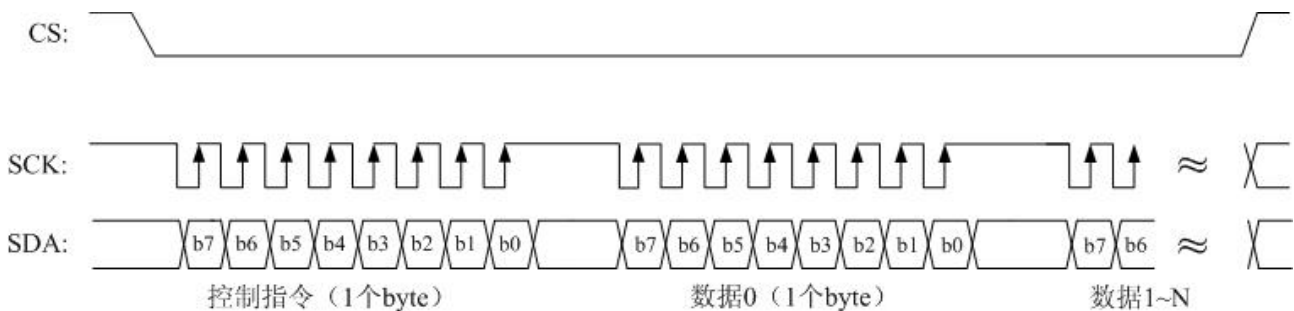 CS:
SCK:
SDA: b7 b6 b5 b4 b3 b2 b1 b0 b7 b6 b5 b4 b3 b2 b1 b0 b7 b6
控制指令（1个byte） 数据0（1个byte） 数据1~N